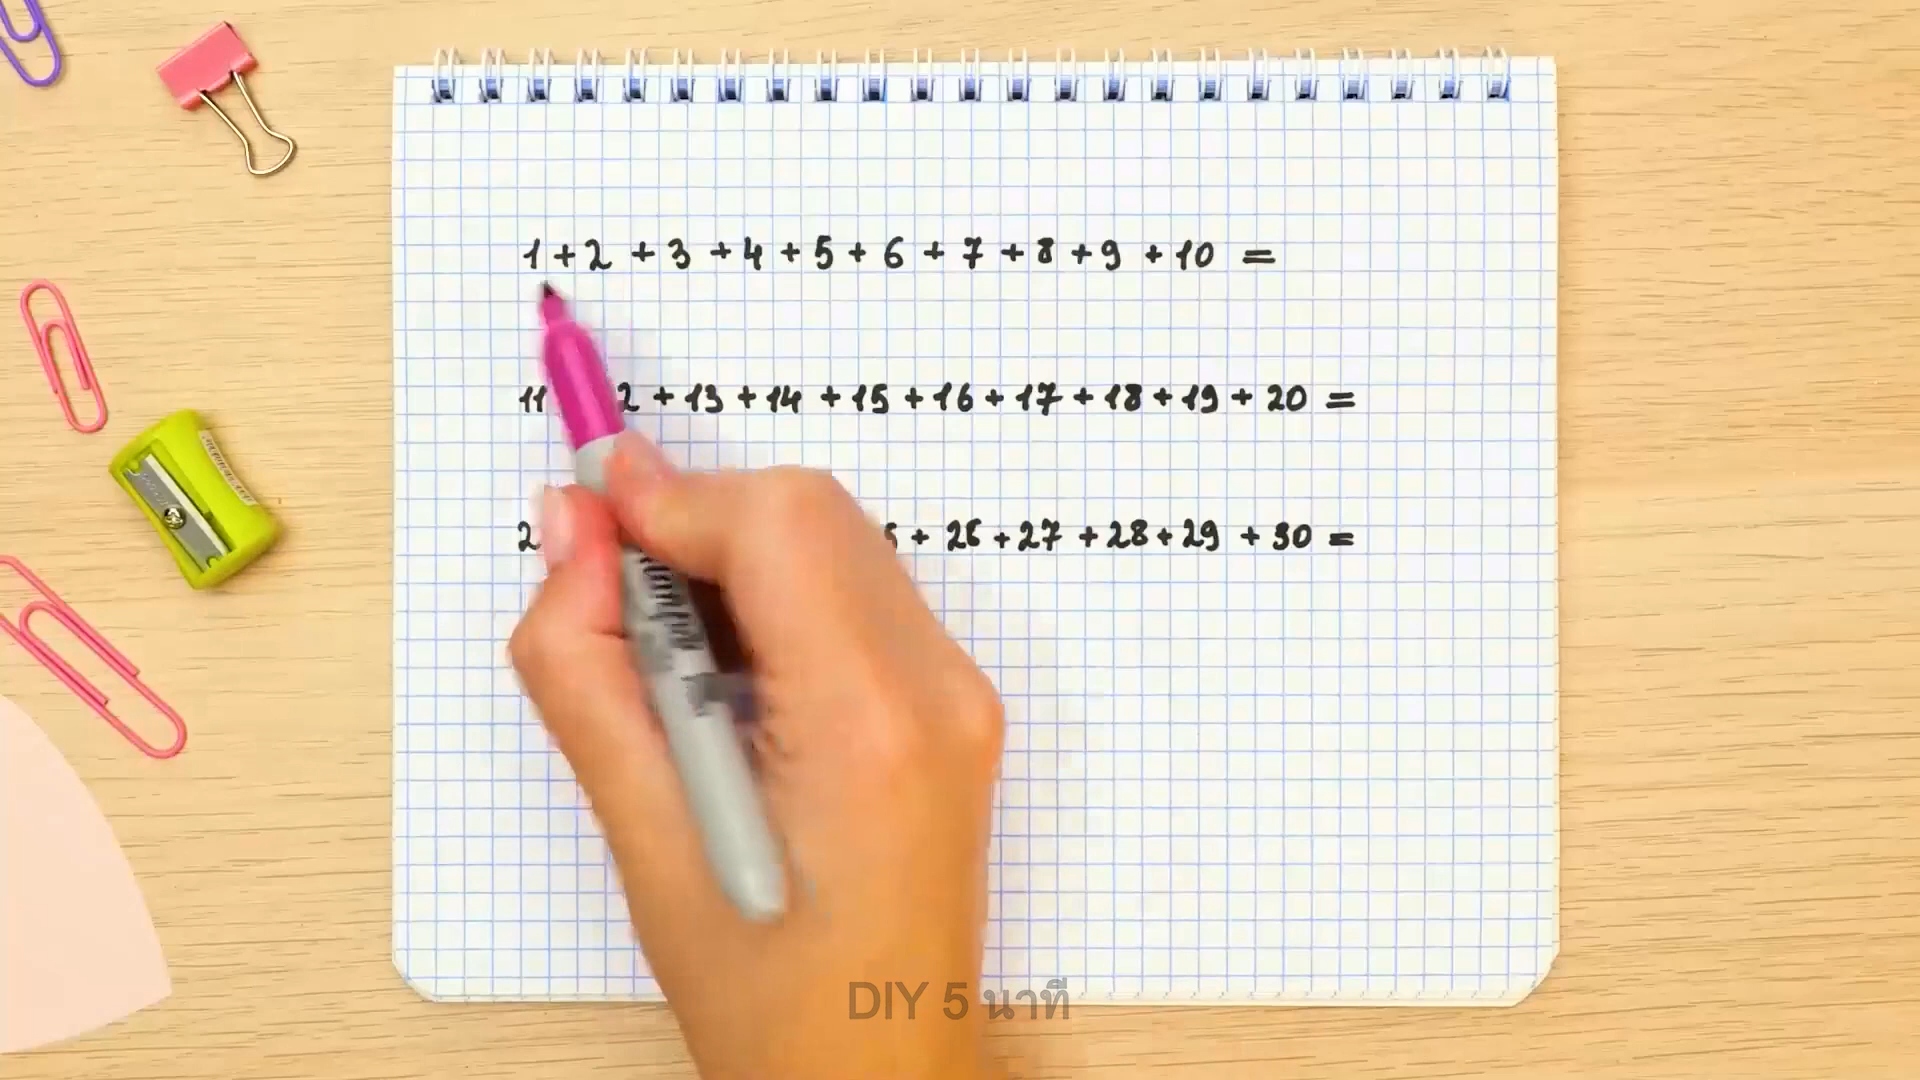 1 + 2 + 3 + 4 + 5 + 6 + 7 + 8 + 9 + 10 =
11 2 + 13 + 14 + 15 + 16 + 17 + 18 + 19 + 20 =
2 + 26 + 27 + 28 + 29 + 30 =
DIY 5 นาที